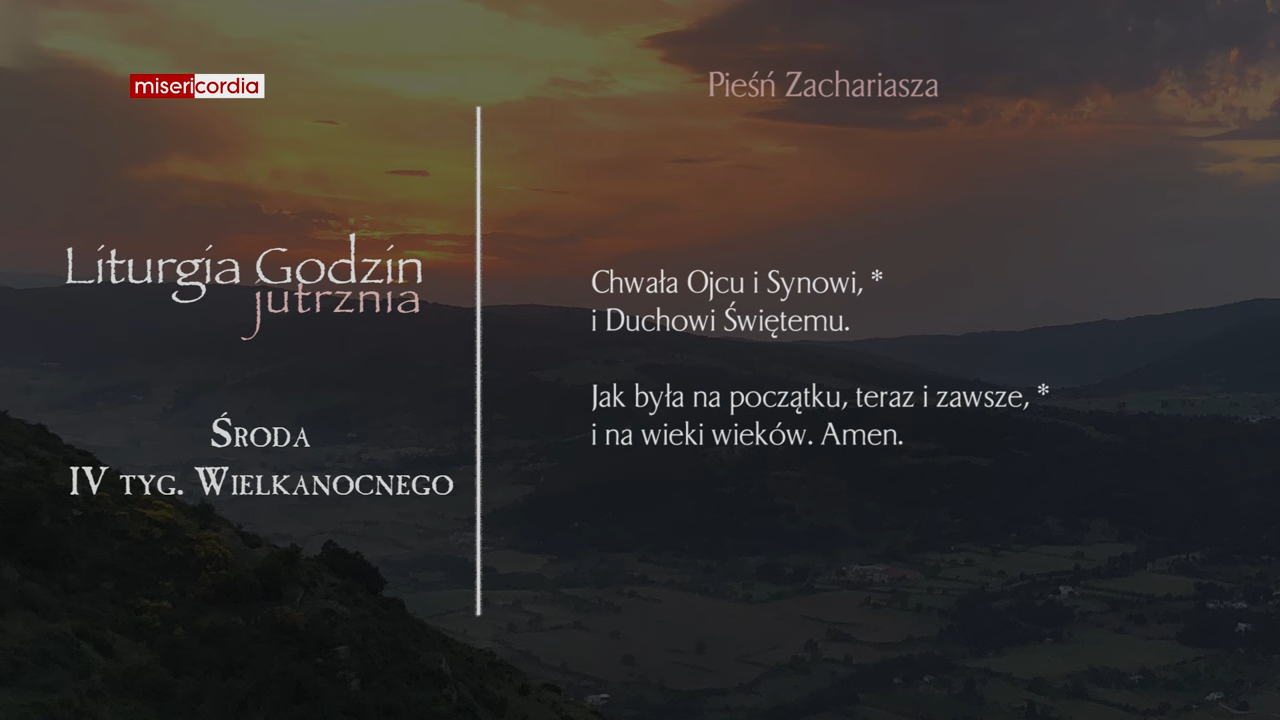 misericordia
Pieśń Zachariasza
Liturgia Godzin
jutrznia
Środa
IV tyg. Wielkanocnego
Chwała Ojcu i Synowi, *
i Duchowi Świętemu.
Jak była na początku, teraz i zawsze, *
i na wieki wieków. Amen.